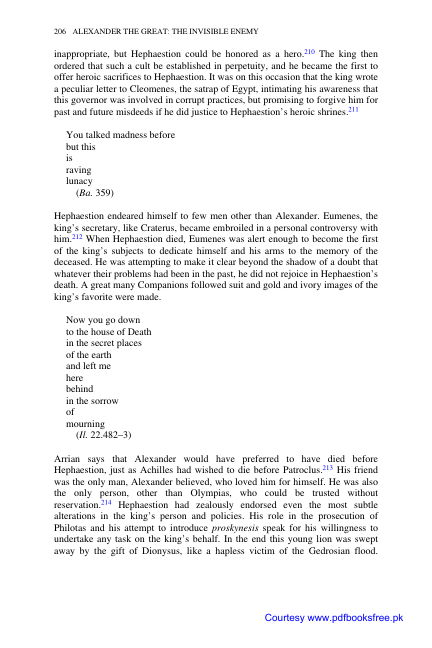 206 ALEXANDER THE GREAT: THE INVISIBLE ENEMY
inappropriate, but Hephaestion could be honored as a hero.210 The king then
ordered that such a cult be established in perpetuity, and he became the first to
offer heroic sacrifices to Hephaestion. It was on this occasion that the king wrote
a peculiar letter to Cleomenes, the satrap of Egypt, intimating his awareness that
this governor was involved in corrupt practices, but promising to forgive him for
past and future misdeeds if he did justice to Hephaestion's heroic shrines.211
You talked madness before
but this
is
raving
lunacy
(Ba. 359)
Hephaestion endeared himself to few men other than Alexander. Eumenes, the
king's secretary, like Craterus, became embroiled in a personal controversy with
him.212 When Hephaestion died, Eumenes was alert enough to become the first
of the king's subjects to dedicate himself and his arms to the memory of the
deceased. He was attempting to make it clear beyond the shadow of a doubt that
whatever their problems had been in the past, he did not rejoice in Hephaestion's
death. A great many Companions followed suit and gold and ivory images of the
king's favorite were made.
Now you go down
to the house of Death
in the secret places
of the earth
and left me
here
behind
in the sorrow
of
mourning
(Il. 22.482–3)
Arrian says that Alexander would have preferred to have died before
Hephaestion, just as Achilles had wished to die before Patroclus.213 His friend
was the only man, Alexander believed, who loved him for himself. He was also
the only person, other than Olympias, who could be trusted without
reservation.214 Hephaestion had zealously endorsed even the most subtle
alterations in the king's person and policies. His role in the prosecution of
Philotas and his attempt to introduce proskynesis speak for his willingness to
undertake any task on the king's behalf. In the end this young lion was swept
away by the gift of Dionysus, like a hapless victim of the Gedrosian flood.
Courtesy www.pdfbooksfree.pk